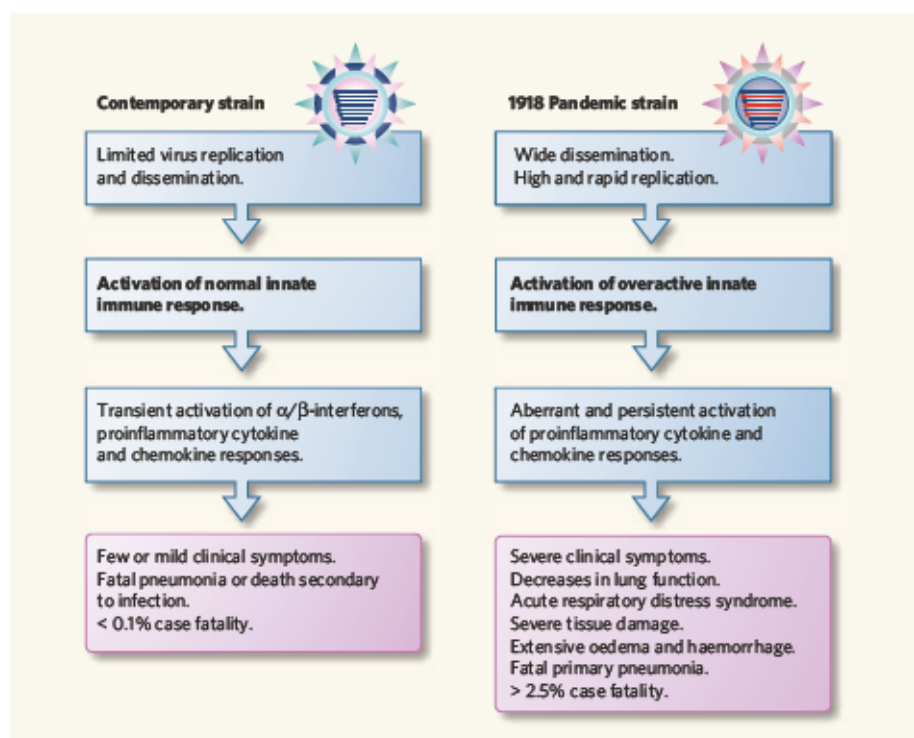 Contemporary strain
Limited virus replication
and dissemination.
Activation of normal innate
immune response.
Transient activation of α/β-interferons,
proinflammatory cytokine
and chemokine responses.
Few or mild clinical symptoms.
Fatal pneumonia or death secondary
to infection.
< 0.1% case fatality.
1918 Pandemic strain
Wide dissemination.
High and rapid replication.
Activation of overactive innate
immune response.
Aberrant and persistent activation
of proinflammatory cytokine and
chemokine responses.
Severe clinical symptoms.
Decreases in lung function.
Acute respiratory distress syndrome.
Severe tissue damage.
Extensive oedema and haemorrhage.
Fatal primary pneumonia.
> 2.5% case fatality.